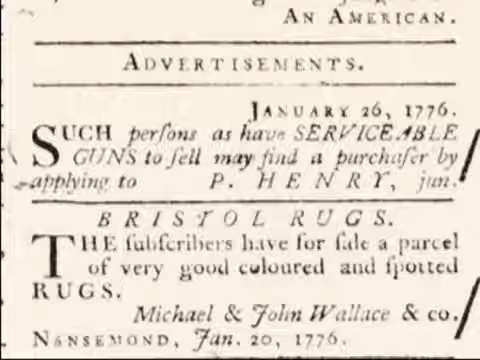 AN AMERICAN.
ADVERTISEMENTS.
JANUARY 26, 1776.
SUCH perſons as have SERVICEABLE
GUNS to ſell may find a purchaſer by
applying to P. HENRY, jun.
BRISTOL RUGS.
THE ſubſcribers have for ſale a parcel
of very good coloured and ſpotted
RUGS.
Michael & John Wallace & co.
NANSEMOND, Jan. 20, 1776.